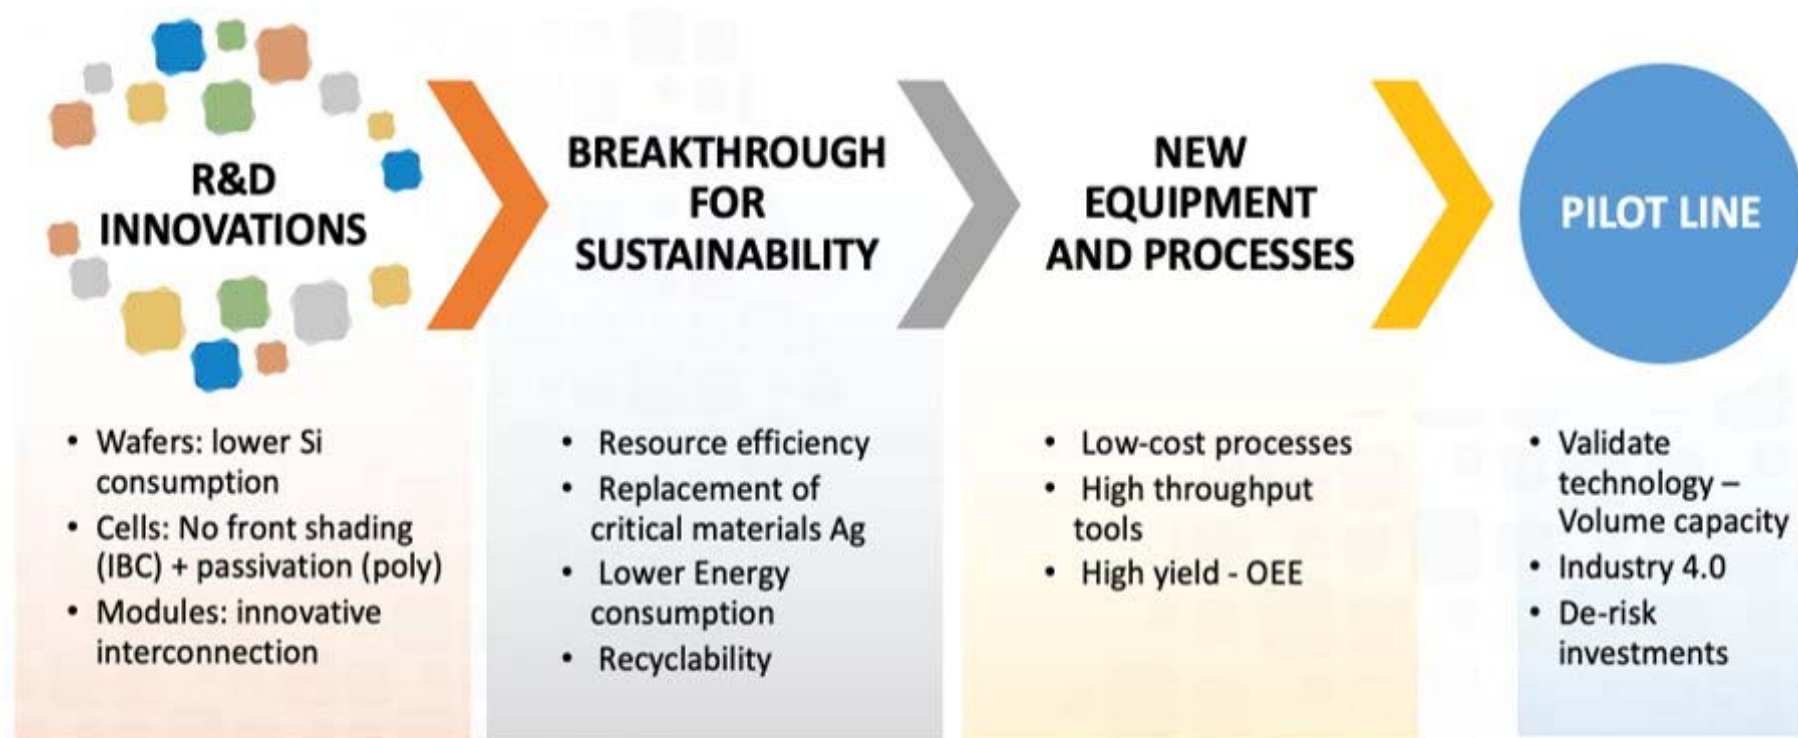 R&D
INNOVATIONS
• Wafers: lower Si
consumption
• Cells: No front shading
(IBC) + passivation (poly)
• Modules: innovative
interconnection
BREAKTHROUGH
FOR
SUSTAINABILITY
• Resource efficiency
• Replacement of
critical materials Ag
• Lower Energy
consumption
• Recyclability
NEW
EQUIPMENT
AND PROCESSES
• Low-cost processes
• High throughput
tools
• High yield - OEE
PILOT LINE
• Validate
technology –
Volume capacity
• Industry 4.0
• De-risk
investments